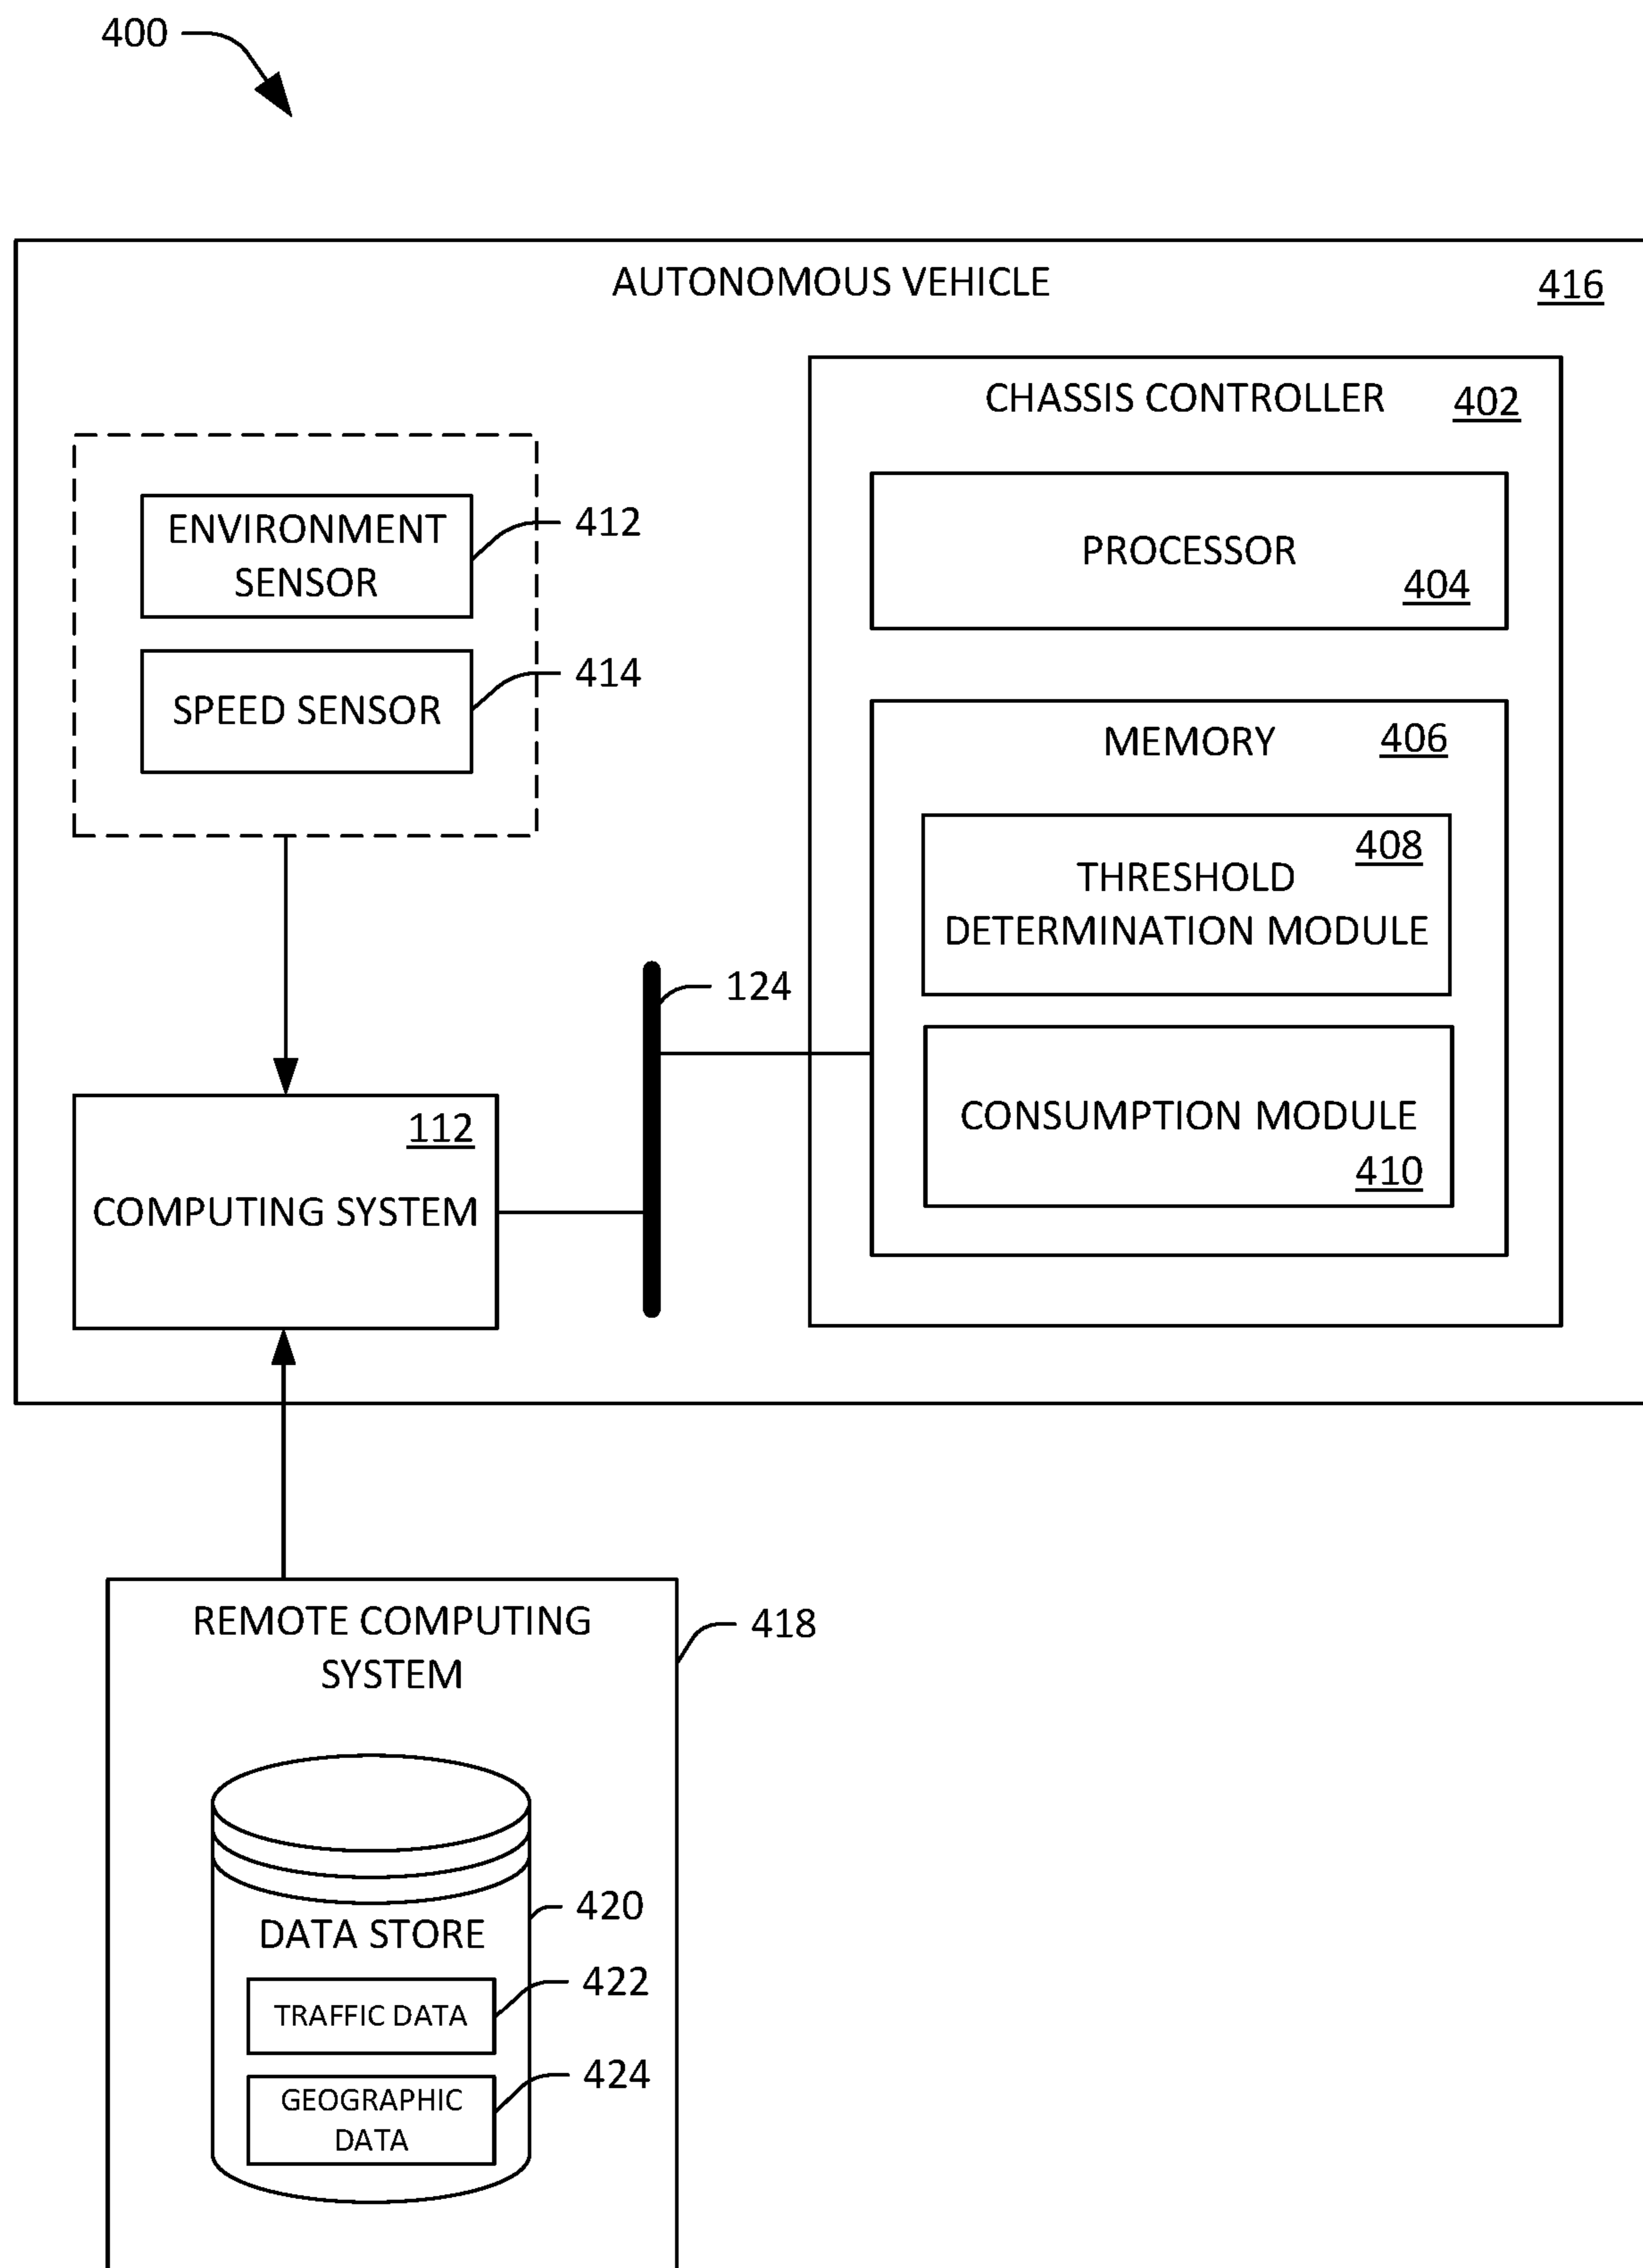 400
AUTONOMOUS VEHICLE
416
CHASSIS CONTROLLER
402
PROCESSOR
404
ENVIRONMENT
SENSOR
412
SPEED SENSOR
414
MEMORY
406
408
THRESHOLD
DETERMINATION MODULE
124
CONSUMPTION MODULE
410
112
COMPUTING SYSTEM
REMOTE COMPUTING
SYSTEM
418
DATA STORE
420
TRAFFIC DATA
422
GEOGRAPHIC
DATA
424